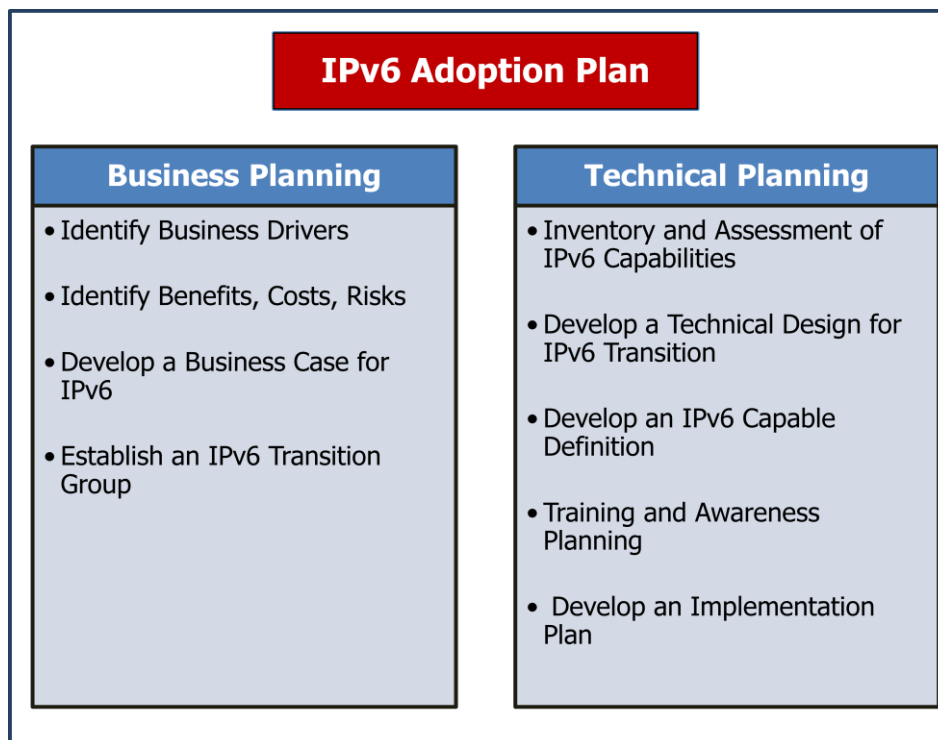 IPv6 Adoption Plan
Business Planning
• Identify Business Drivers
• Identify Benefits, Costs, Risks
• Develop a Business Case for
IPv6
• Establish an IPv6 Transition
Group
Technical Planning
• Inventory and Assessment of
IPv6 Capabilities
• Develop a Technical Design for
IPv6 Transition
• Develop an IPv6 Capable
Definition
• Training and Awareness
Planning
• Develop an Implementation
Plan